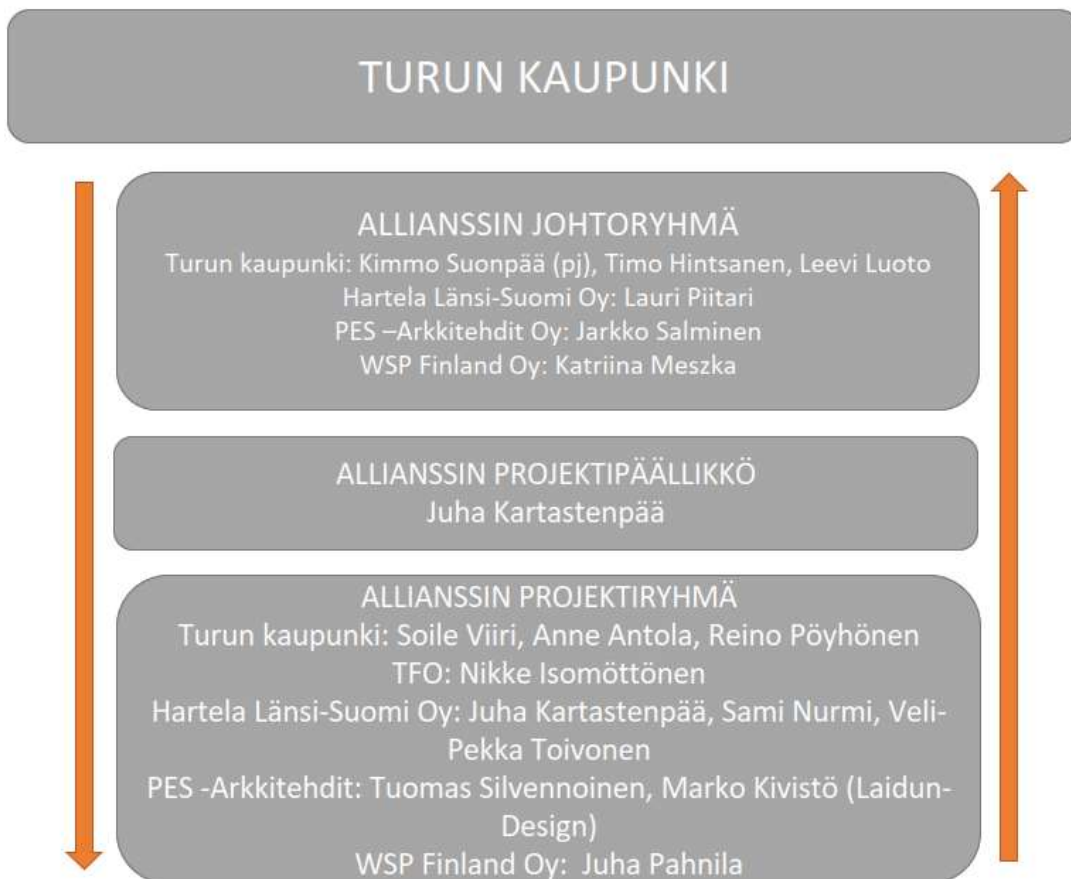 TURUN KAUPUNKI
ALLIANSSIN JOHTORYHMÄ
Turun kaupunki: Kimmo Suonpää (pj), Timo Hintsanen, Leevi Luoto
Hartela Länsi-Suomi Oy: Lauri Piitari
PES –Arkkitehdit Oy: Jarkko Salminen
WSP Finland Oy: Katriina Meszka
ALLIANSSIN PROJEKTIPÄÄLLIKKÖ
Juha Kartastenpää
ALLIANSSIN PROJEKTIRYHMÄ
Turun kaupunki: Soile Viiri, Anne Antola, Reino Pöyhönen
TFO: Nikke Isomöttönen
Hartela Länsi-Suomi Oy: Juha Kartastenpää, Sami Nurmi, Veli-
Pekka Toivonen
PES -Arkkitehdit: Tuomas Silvennoinen, Marko Kivistö (Laidun-
Design)
WSP Finland Oy: Juha Pahnila